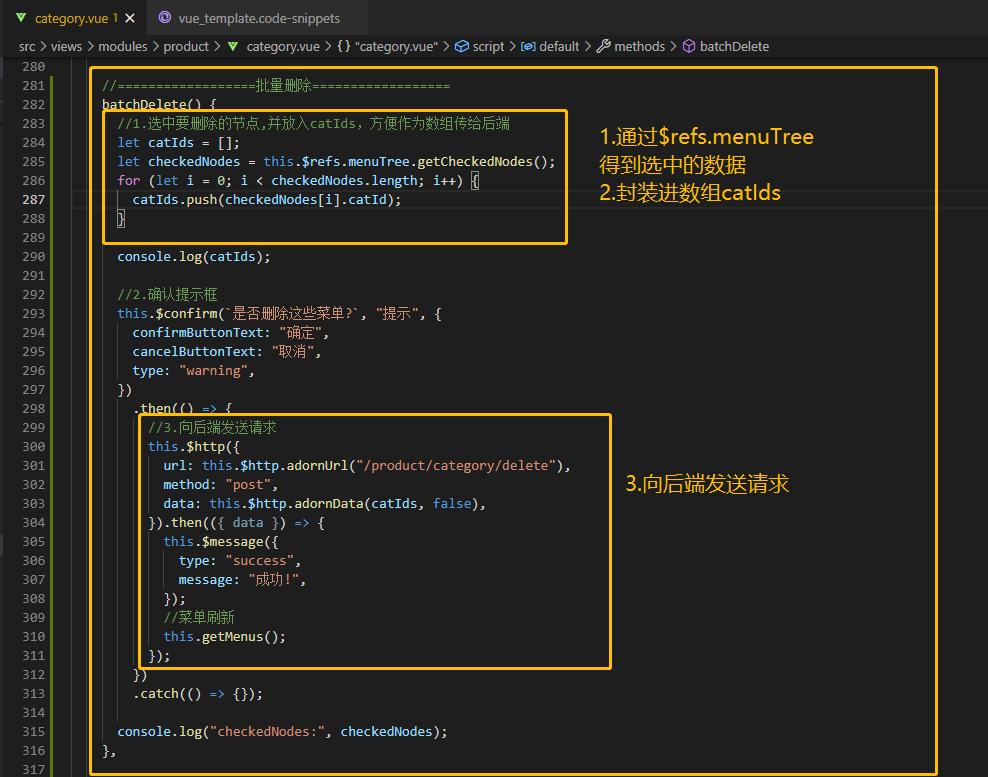 category.vue 1 ×
vue_template.code-snippets
src > views > modules > product > category.vue > {} "category.vue" > script > default > methods > batchDelete
280
281 //==================批量删除==================
282 batchDelete() {
283 //1.选中要删除的节点,并放入catIds, 方便作为数组传给后端
284 let catIds = [];
285 let checkedNodes = this.$refs.menuTree.getCheckedNodes();
286 for (let i = 0; i < checkedNodes.length; i++) {
287 catIds.push(checkedNodes[i].catId);
288 }
289
290 console.log(catIds);
291
292 //2.确认提示框
293 this.$confirm(`是否删除这些菜单?`, "提示", {
294 confirmButtonText: "确定",
295 cancelButtonText: "取消",
296 type: "warning",
297 })
298 .then(() => {
299 //3.向后端发送请求
300 this.$http({
301 url: this.$http.adornUrl("/product/category/delete"),
302 method: "post",
303 data: this.$http.adornData(catIds, false),
304 }).then(({ data }) => {
305 this.$message({
306 type: "success",
307 message: "成功!",
308 });
309 //菜单刷新
310 this.getMenus();
311 });
312 })
313 .catch(() => {});
314
315 console.log("checkedNodes:", checkedNodes);
316 },
317
1.通过$refs.menuTree
得到选中的数据
2.封装进数组catIds
3.向后端发送请求